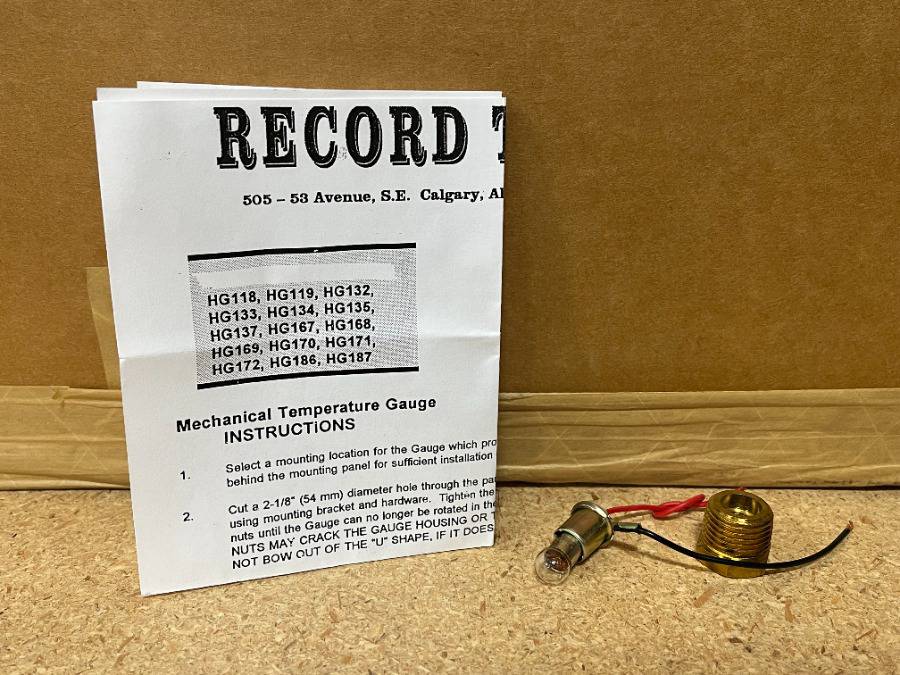 RECORD
505 – 53 Avenue, S.E. Calgary,
HG118, HG119, HG132,
HG133, HG134, HG135,
HG137, HG167, HG168,
HG169, HG170, HG171,
HG172, HG186, HG187
Mechanical Temperature Gauge
INSTRUCTiONS
1. Select a mounting location for the Gauge which
behind the mounting panel for sufficient installation
2. Cut a 2-1/8" (54 mm) diameter hole through the
using mounting bracket and hardware. Tighten the
nuts until the Gauge can no longer be rotated in the
NUTS MAY CRACK THE GAUGE HOUSING OR
NOT BOW OUT OF THE "U" SHAPE, IF IT DOES